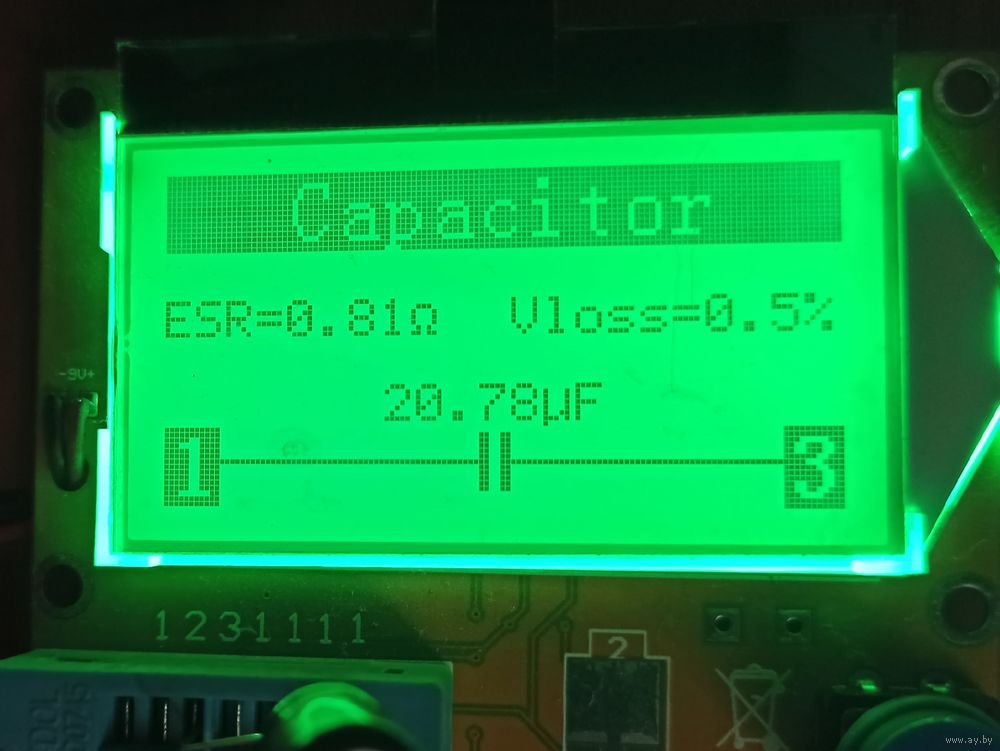 Capacitor
ESR=0.81Ω Vloss=0.5%
20.78µF
1 3
-9V+
1231111
2
www.ay.by